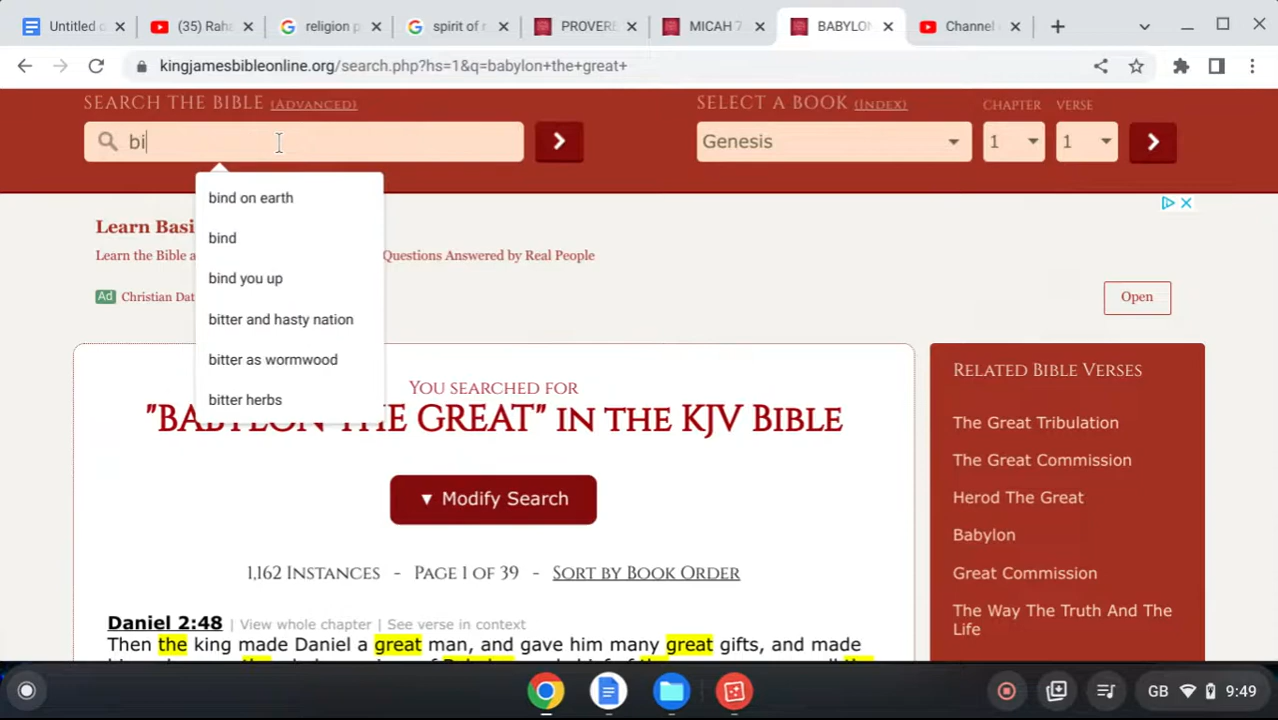 Untitled
(35) Rah
religion p
spirit of r
PROVER
MICAH 7
BABYLON
Channel
kingjamesbibleonline.org/search.php?hs=1&q=babylon+the+great+
SEARCH THE BIBLE (ADVANCED)
SELECT A BOOK (INDEX)
CHAPTER
VERSE
bi
Genesis
1
1
bind on earth
bind
bind you up
bitter and hasty nation
bitter as wormwood
bitter herbs
Learn Basi
Learn the Bible a
Questions Answered by Real People
Ad Christian Dat
Open
YOU SEARCHED FOR
"BABYLON THE GREAT" IN THE KJV BIBLE
▼ Modify Search
1,162 INSTANCES - PAGE 1 OF 39 - SORT BY BOOK ORDER
Daniel 2:48 | View whole chapter | See verse in context
Then the king made Daniel a great man, and gave him many great gifts, and made
RELATED BIBLE VERSES
The Great Tribulation
The Great Commission
Herod The Great
Babylon
Great Commission
The Way The Truth And The
Life
GB
9:49